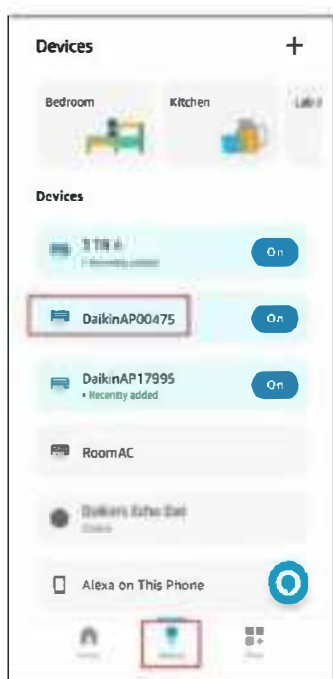 Devices
Bedroom
Kitchen
Devices
On
DaikinAP00475
On
DaikinAP17995
• Recently added
On
RoomAC
Alexa on This Phone